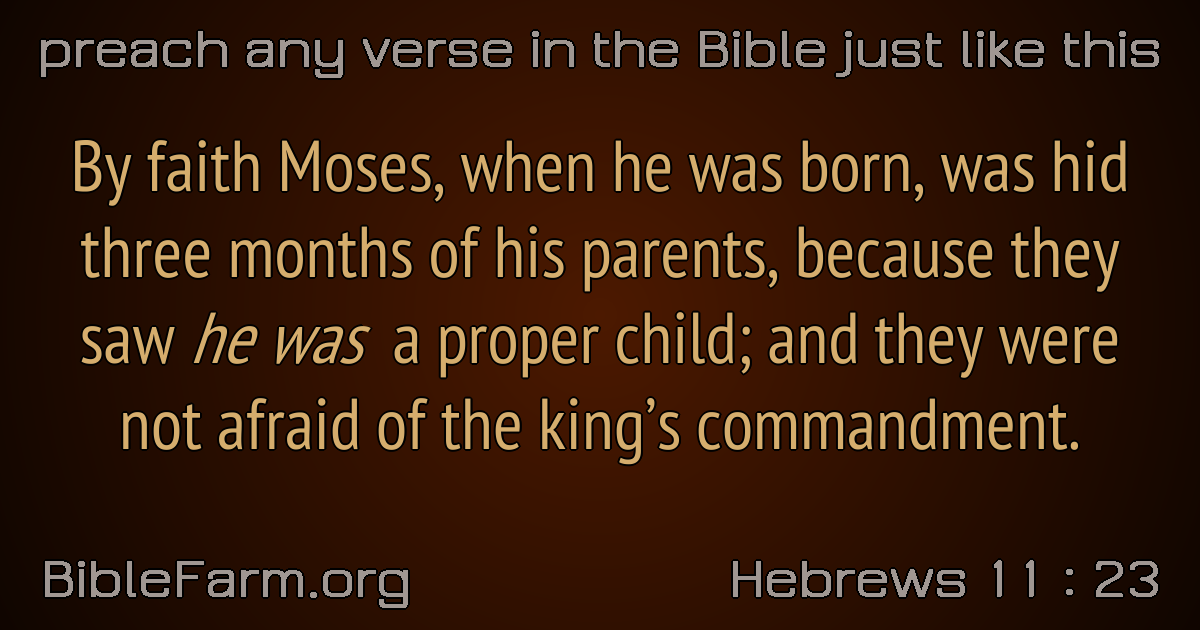 preach any verse in the Bible just like this
By faith Moses, when he was born, was hid
three months of his parents, because they
saw he was a proper child; and they were
not afraid of the king’s commandment.
BibleFarm.org
Hebrews 11 : 23